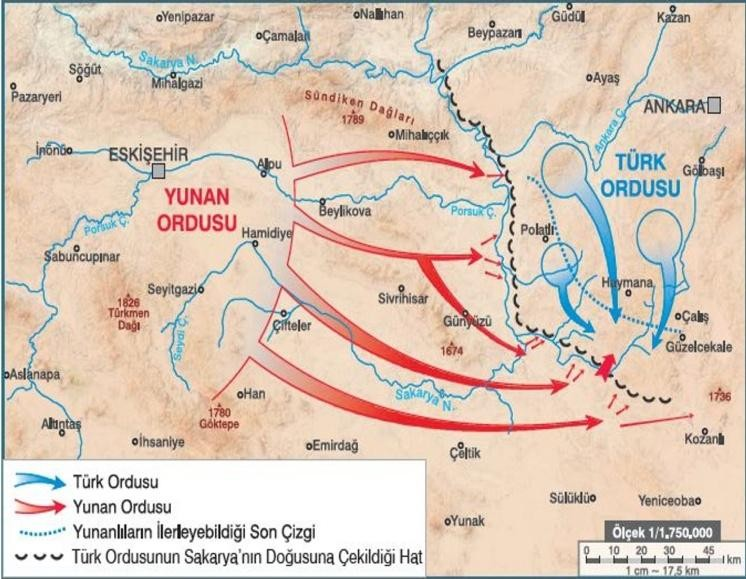 Yenipazar
Nallıhan
Güdül
Kazan
Çamalan
Beypazarı
Sakarya N.
Söğüt
Mihalgazi
Ayaş
Pazaryeri
Sündiken Dağları
1789
ANKARA
Mihalıççık
Ankara Ç.
İnönü
ESKİŞEHİR
Alpu
TÜRK
ORDUSU
Gölbaşı
YUNAN
ORDUSU
Beylikova
Porsuk Ç.
Porsuk Ç.
Polatlı
Hamidiye
Sabuncupınar
Seyitgazi
Sivrihisar
Haymana
1826
Türkmen
Dağı
Çifteler
Günyüzü
Çalış
Seydi Ç.
1674
Güzelcekale
Aslanapa
Han
Sakarya N.
1736
1780
Göktepe
Altıntaş
İhsaniye
Emirdağ
Çeltik
Kozanlı
Türk Ordusu
Yunan Ordusu
Yunanlıların İlerleyebildiği Son Çizgi
Türk Ordusunun Sakarya'nın Doğusuna Çekildiği Hat
Sülüklü
Yeniceoba
Yunak
Ölçek 1/1.750.000
0 10 20 30 45 km
1 cm ~ 17,5 km